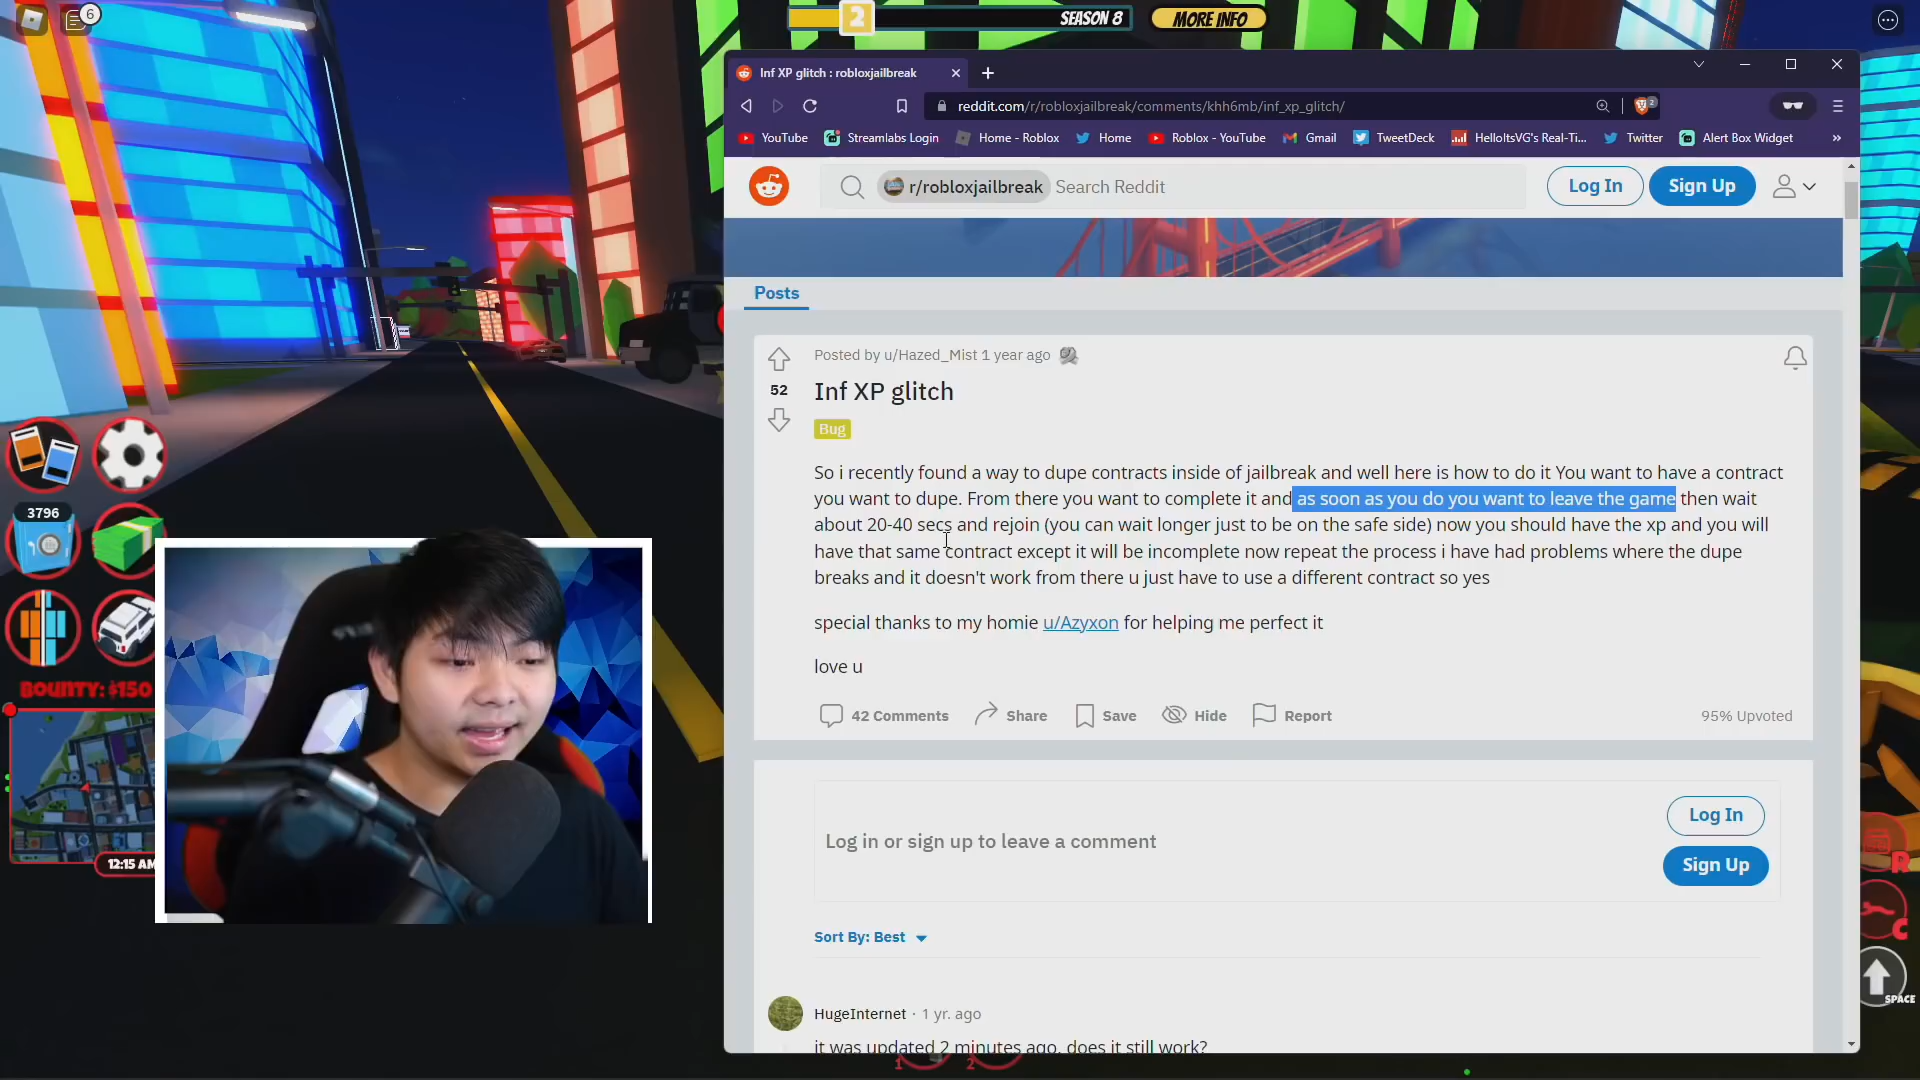 6
2
SEASON 8
MORE INFO
Inf XP glitch : robloxjailbreak
reddit.com/r/robloxjailbreak/comments/khh6mb/inf_xp_glitch/
2
YouTube
Streamlabs Login
Home - Roblox
Home
Roblox - YouTube
Gmail
TweetDeck
HelloItsVG's Real-Ti...
Twitter
Alert Box Widget
»
r/robloxjailbreak
Search Reddit
Log In
Sign Up
Posts
Posted by u/Hazed_Mist 1 year ago
52
Inf XP glitch
Bug
So i recently found a way to dupe contracts inside of jailbreak and well here is how to do it You want to have a contract
you want to dupe. From there you want to complete it and as soon as you do you want to leave the game then wait
about 20-40 secs and rejoin (you can wait longer just to be on the safe side) now you should have the xp and you will
have that same contract except it will be incomplete now repeat the process i have had problems where the dupe
breaks and it doesn't work from there u just have to use a different contract so yes
special thanks to my homie u/Azyxon for helping me perfect it
love u
42 Comments
Share
Save
Hide
Report
95% Upvoted
Log in or sign up to leave a comment
Log In
Sign Up
Sort By: Best
HugeInternet · 1 yr. ago
it was updated 2 minutes ago, does it still work?
3796
BOUNTY: $150
12:15 AM
R
C
SPACE
1
2